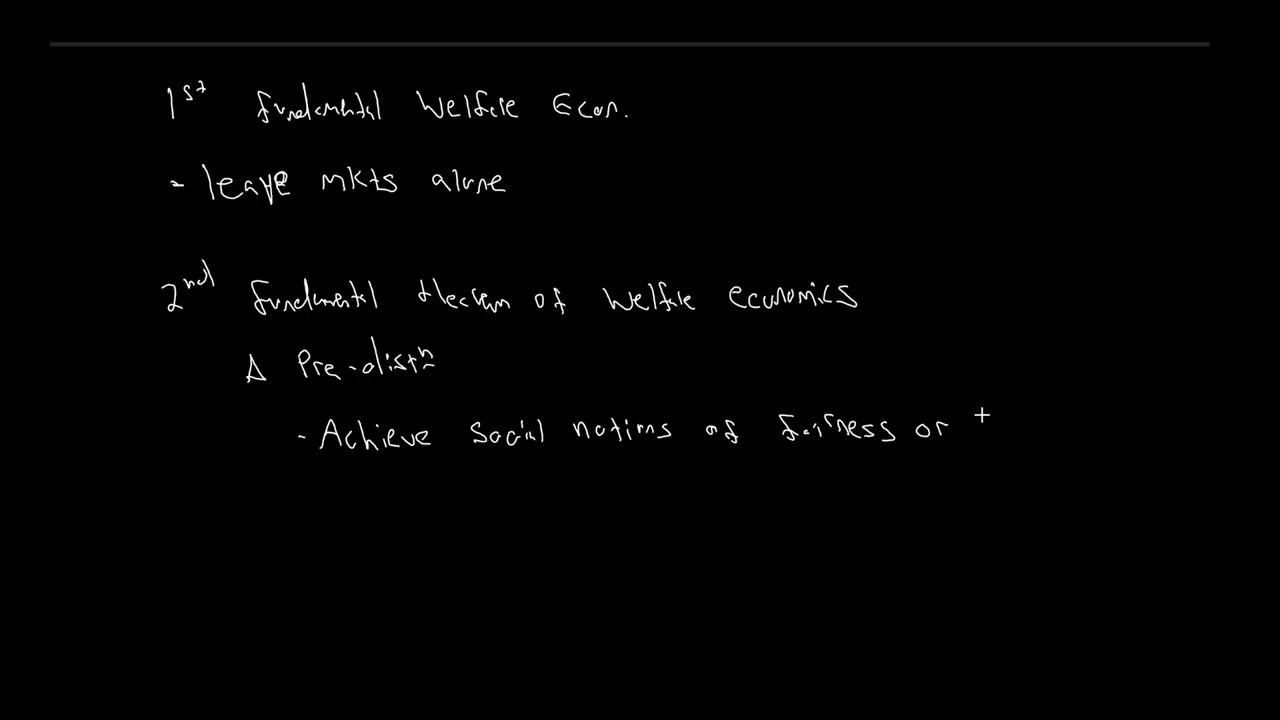 1st fundamental Welfare Econ.
- leave mkts alone
2nd fundamental theorem of welfare economics
Δ Pre-distn
- Achieve social notions of fairness or